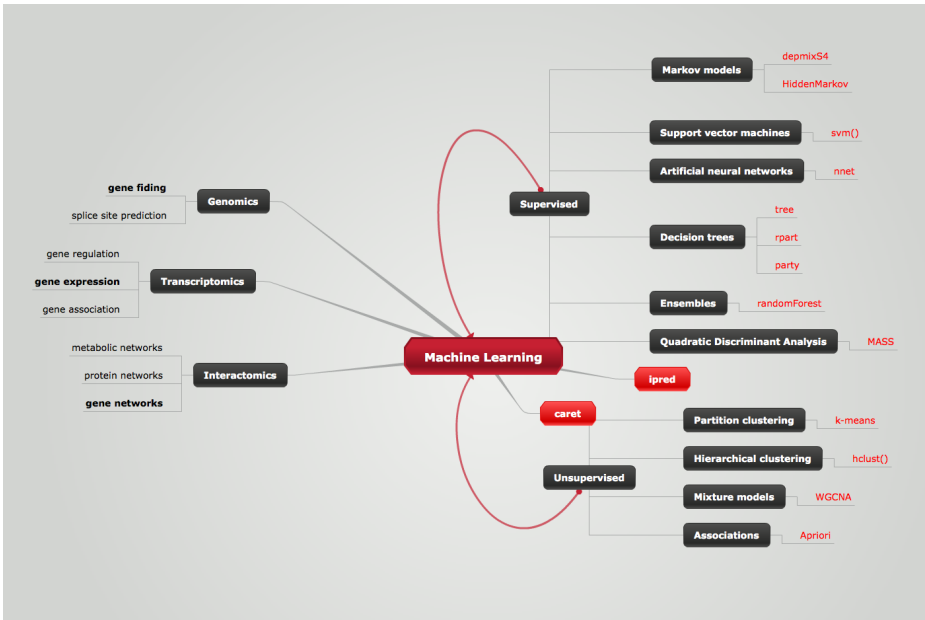 Machine Learning
Genomics
gene fiding
splice site prediction
Transcriptomics
gene regulation
gene expression
gene association
Interactomics
metabolic networks
protein networks
gene networks
Supervised
Markov models
depmixS4
HiddenMarkov
Support vector machines
svm()
Artificial neural networks
nnet
Decision trees
tree
rpart
party
Ensembles
randomForest
Quadratic Discriminant Analysis
MASS
ipred
caret
Unsupervised
Partition clustering
k-means
Hierarchical clustering
hclust()
Mixture models
WGCNA
Associations
Apriori